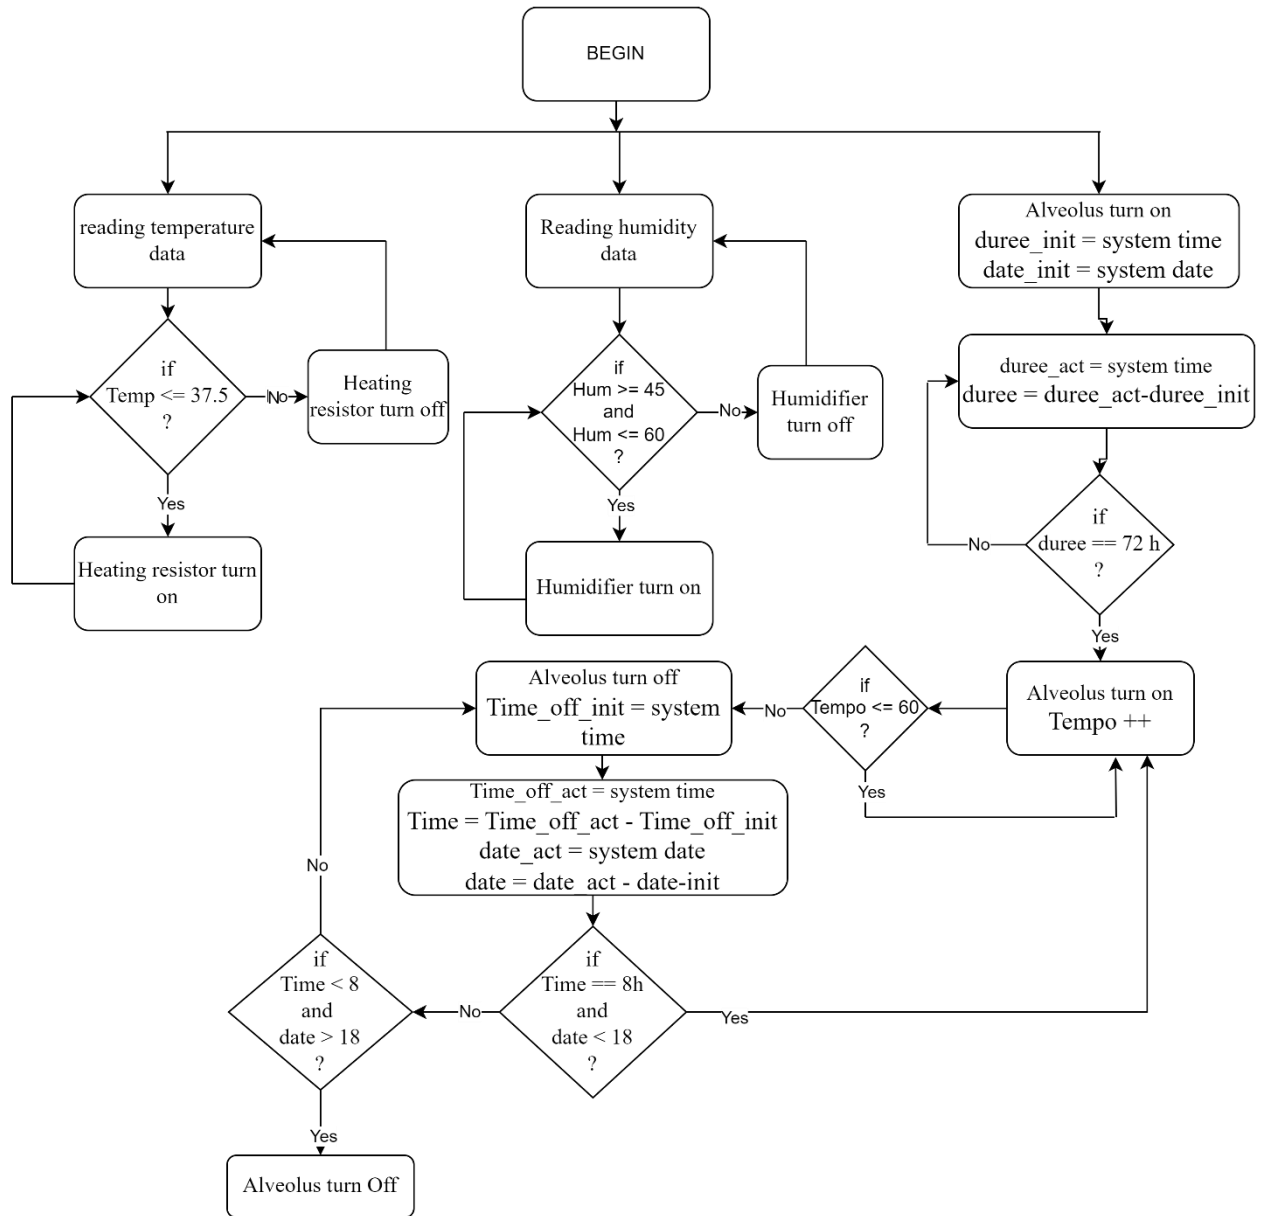 BEGIN
reading temperature
data
Reading humidity
data
Alveolus turn on
duree_init = system time
date_init = system date
if
Temp <= 37.5
?
No
Heating
resistor turn off
Yes
Heating resistor turn
on
if
Hum >= 45
and
Hum <= 60
?
No
Humidifier
turn off
Yes
Humidifier turn on
duree_act = system time
duree = duree_act-duree_init
if
duree == 72 h
?
No
Yes
Alveolus turn on
Tempo ++
if
Tempo <= 60
?
No
Yes
Alveolus turn off
Time_off_init = system
time
Time_off_act = system time
Time = Time_off_act - Time_off_init
date_act = system date
date = date_act - date-init
if
Time == 8h
and
date < 18
?
Yes
No
if
Time < 8
and
date > 18
?
No
Yes
Alveolus turn Off